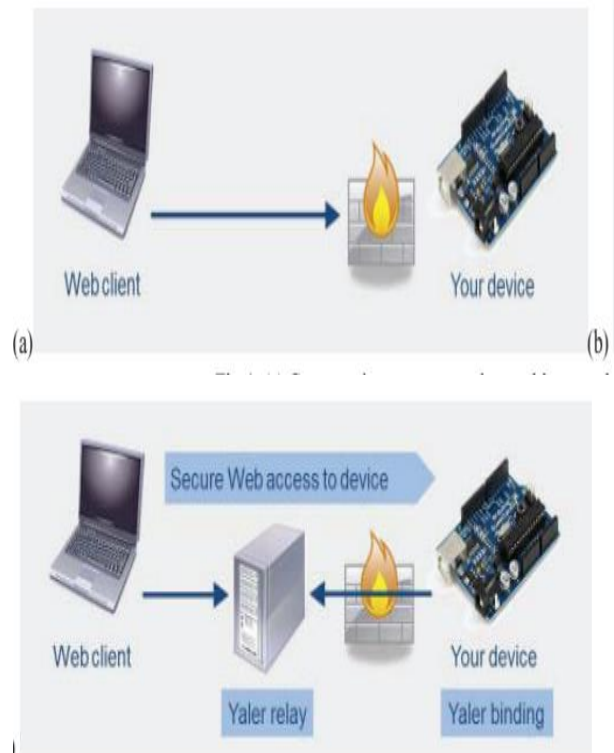 Web client
Your device
(a)
(b)
Secure Web access to device
Web client
Your device
Yaler relay
Yaler binding
)